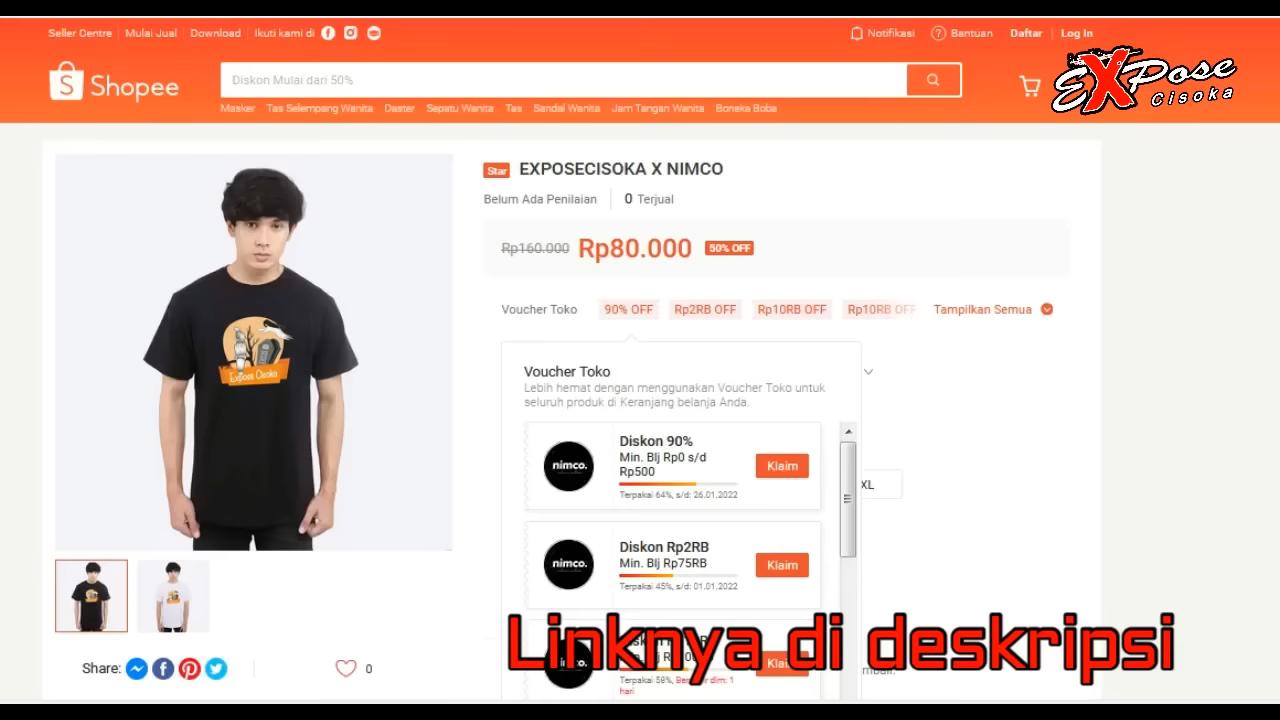 Seller Centre Mulai Jual Download Ikuti kami di
Notifikasi Bantuan Daftar Log In
Shopee
Diskon Mulai dari 50%
Masker Tas Selempang Wanita Daster Sepatu Wanita Tas Sandal Wanita Jam Tangan Wanita Boneka Boba
EXPose
Cisoka
Star EXPOSECISOKA X NIMCO
Belum Ada Penilaian 0 Terjual
Rp160.000 Rp80.000 50% OFF
Voucher Toko 90% OFF Rp2RB OFF Rp10RB OFF Rp10RB OFF Tampilkan Semua
Expose Cisoka
Voucher Toko
Lebih hemat dengan menggunakan Voucher Toko untuk
seluruh produk di Keranjang belanja Anda.
nimco.
Diskon 90%
Min. Blj Rp0 s/d
Rp500
Terpakai 64%, s/d: 26.01.2022
Klaim
XL
nimco.
Diskon Rp2RB
Min. Blj Rp75RB
Terpakai 45%, s/d: 01.01.2022
Klaim
Linknya di deskripsi
nimco.
Klaim
Terpakai 58%, dlm: 1
hari
Share: 0